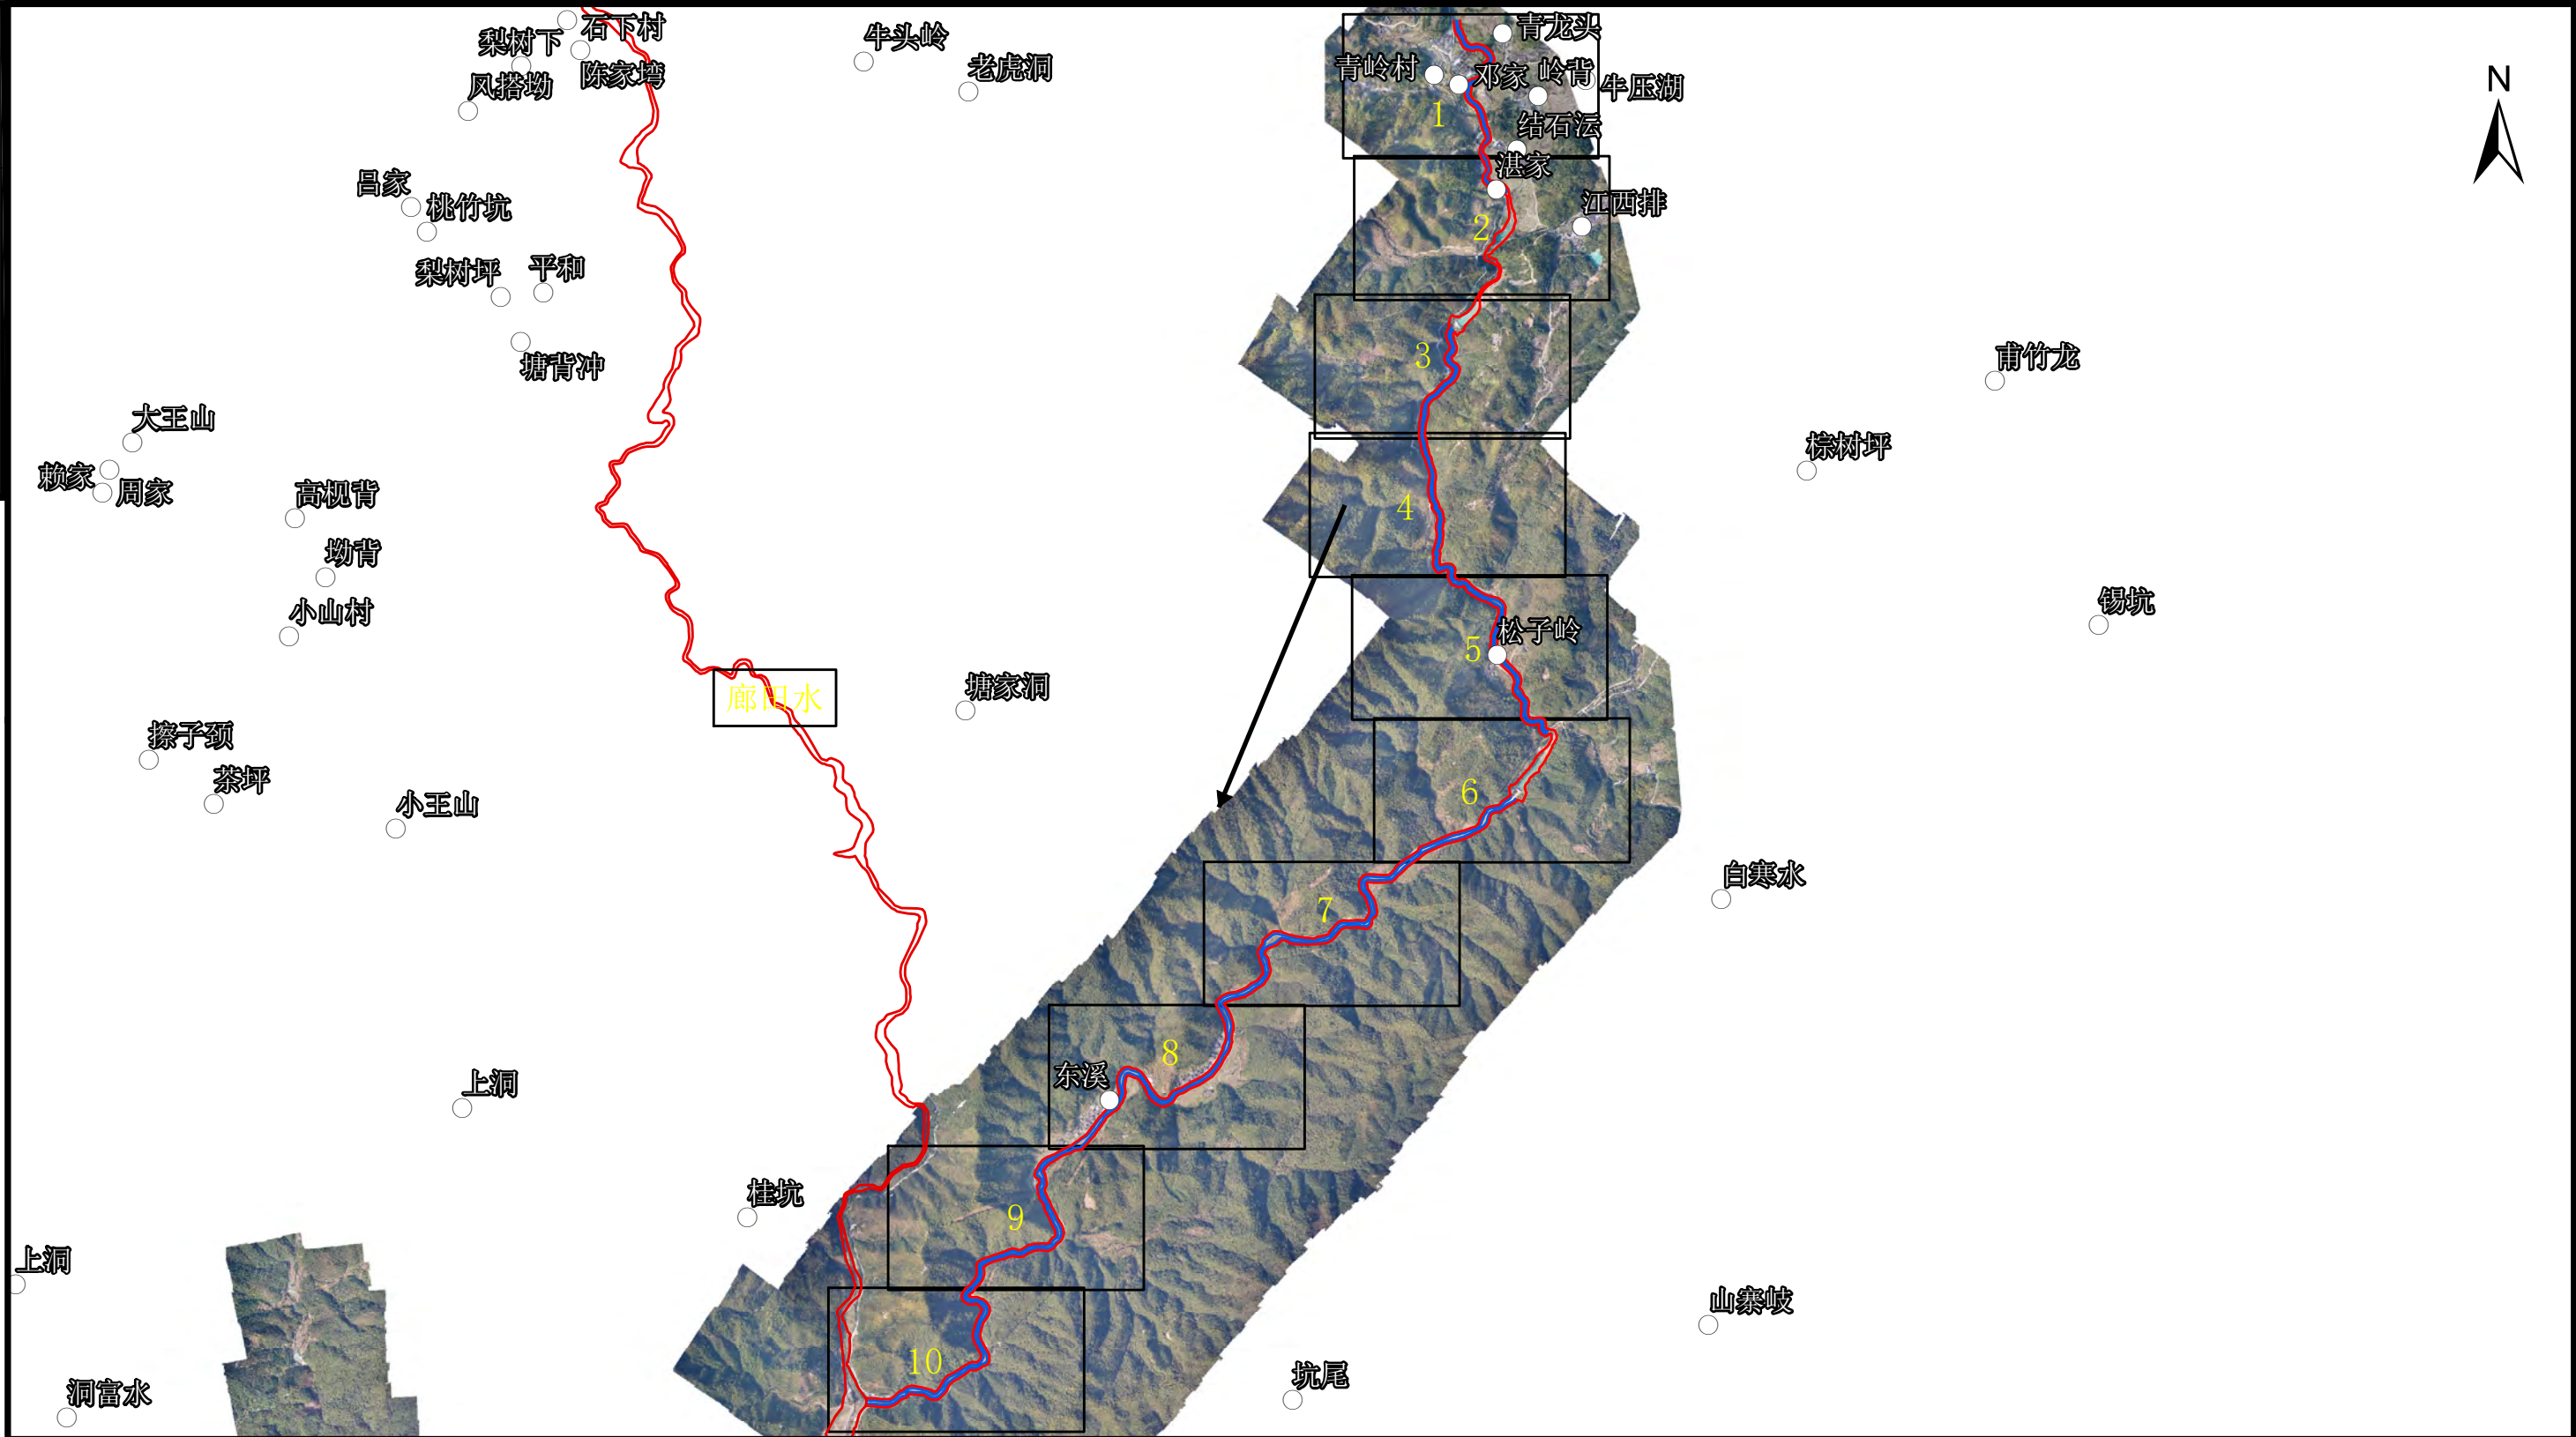 石下村
梨树下
陈家塆
风搭坳
牛头岭
老虎洞
青龙头
青岭村
邓家
岭背
牛压湖
1
结石沄
湛家
N
吕家
桃竹坑
江西排
2
梨树坪
平和
塘背冲
3
甫竹龙
大王山
棕树坪
赖家
周家
高枧背
4
坳背
小山村
锡坑
松子岭
5
廊田水
塘家洞
擦子颈
茶坪
小王山
6
白寒水
7
8
上洞
东溪
桂坑
9
上洞
山寨岐
10
坑尾
洞富水